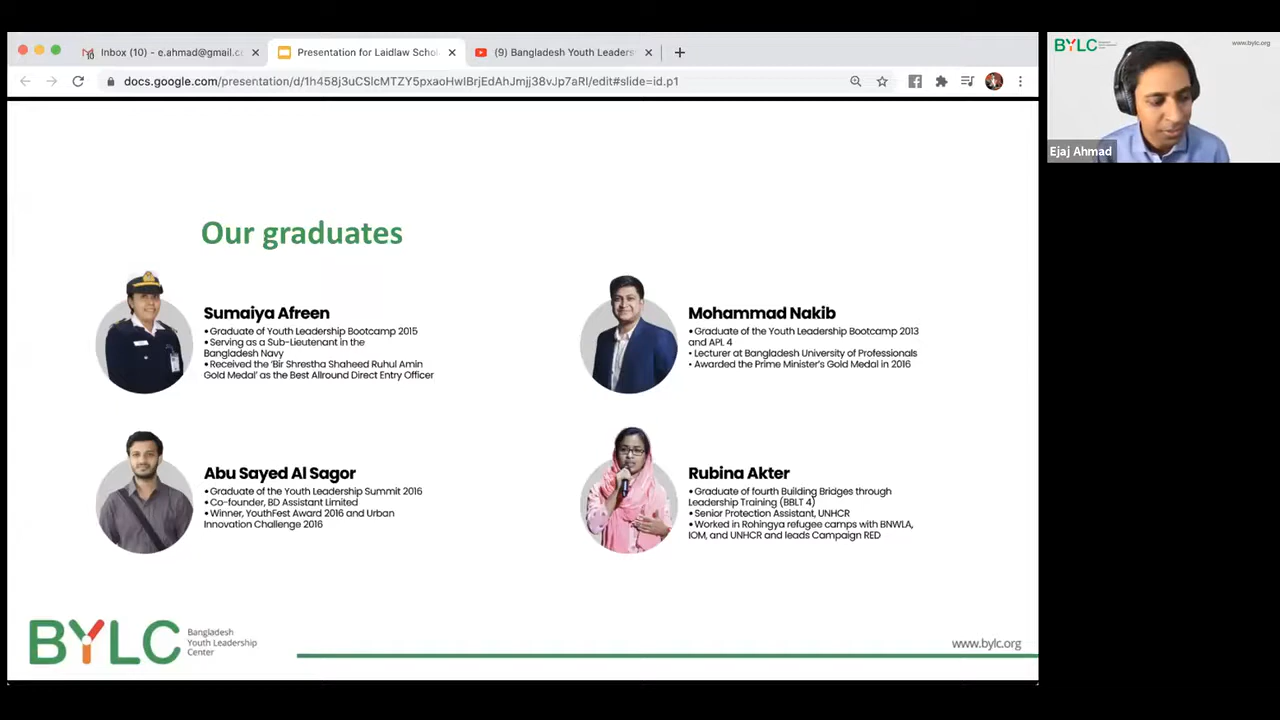 Inbox (10) - e.ahmad@gmail.c
Presentation for Laidlaw Schol
(9) Bangladesh Youth Leaders
docs.google.com/presentation/d/1h458j3uCSlcMTZY5pxaoHwIBrjEdAhJmjj38vJp7aRI/edit#slide=id.p1
BYLC
www.bylc.org
Ejaj Ahmad
Our graduates
Sumaiya Afreen
•Graduate of Youth Leadership Bootcamp 2015
•Serving as a Sub-Lieutenant in the
Bangladesh Navy
•Received the 'Bir Shrestha Shaheed Ruhul Amin
Gold Medal' as the Best Allround Direct Entry Officer
Mohammad Nakib
•Graduate of the Youth Leadership Bootcamp 2013
and APL 4
• Lecturer at Bangladesh University of Professionals
• Awarded the Prime Minister's Gold Medal in 2016
Abu Sayed Al Sagor
•Graduate of the Youth Leadership Summit 2016
•Co-founder, BD Assistant Limited
•Winner, YouthFest Award 2016 and Urban
Innovation Challenge 2016
Rubina Akter
•Graduate of fourth Building Bridges through
Leadership Training (BBLT 4)
•Senior Protection Assistant, UNHCR
•Worked in Rohingya refugee camps with BNWLA,
IOM, and UNHCR and leads Campaign RED
BYLC
Bangladesh
Youth Leadership
Center
www.bylc.org